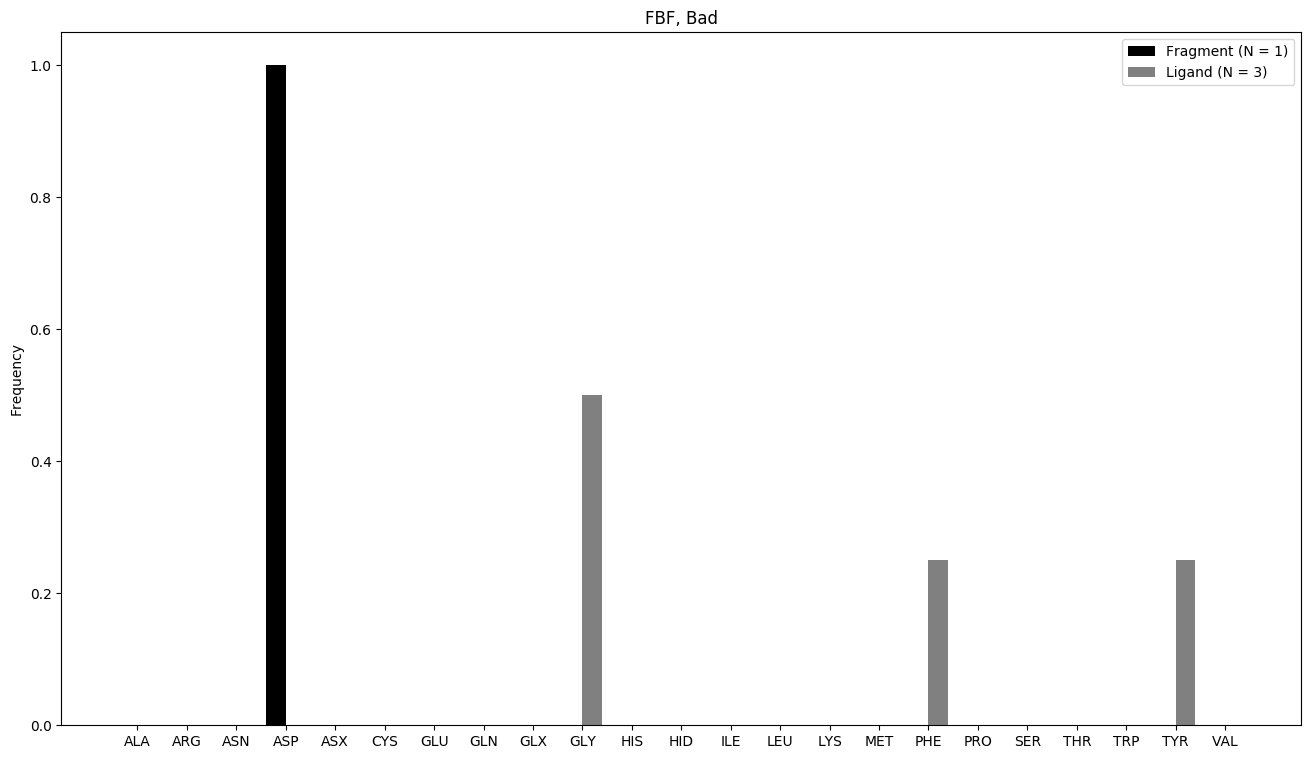 FBF, Bad
Fragment (N = 1)
Ligand (N = 3)
Frequency
1.0
0.8
0.6
0.4
0.2
0.0
ALA ARG ASN ASP ASX CYS GLU GLN GLX GLY HIS HID ILE LEU LYS MET PHE PRO SER THR TRP TYR VAL